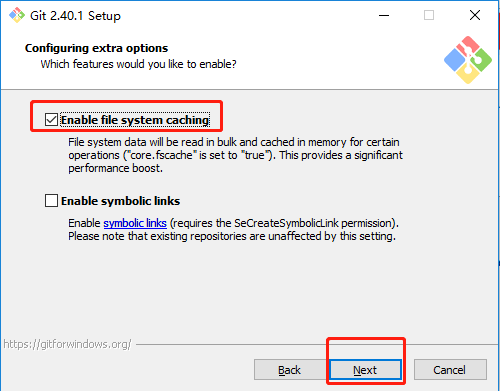 Git 2.40.1 Setup
Configuring extra options
Which features would you like to enable?
Enable file system caching
File system data will be read in bulk and cached in memory for certain
operations ("core.fscache" is set to "true"). This provides a significant
performance boost.
Enable symbolic links
Enable symbolic links (requires the SeCreateSymbolicLink permission).
Please note that existing repositories are unaffected by this setting.
https://gitforwindows.org/
Back Next Cancel